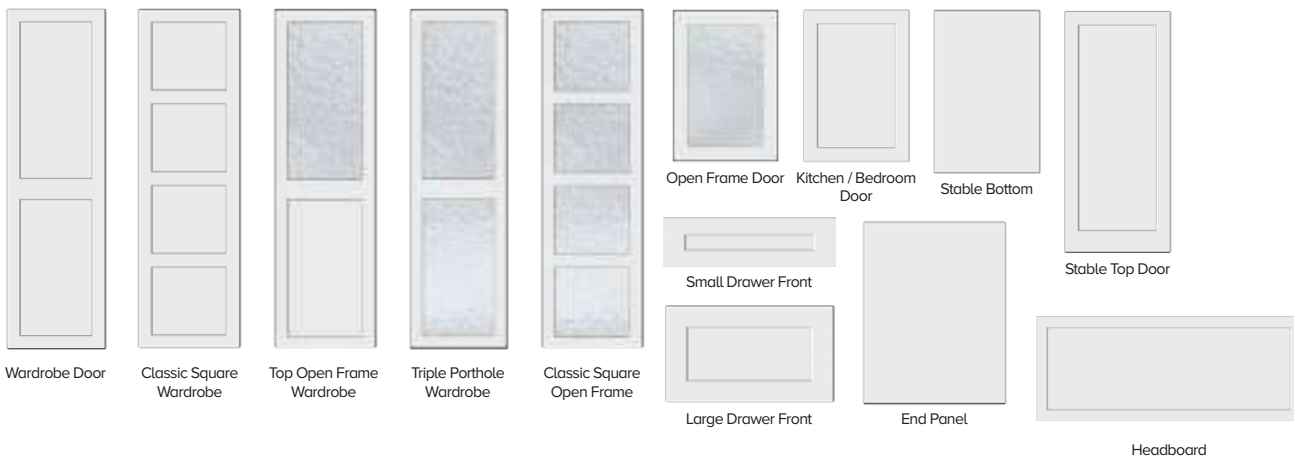 Wardrobe Door
Classic Square
Wardrobe
Top Open Frame
Wardrobe
Triple Porthole
Wardrobe
Classic Square
Open Frame
Open Frame Door
Kitchen / Bedroom
Door
Stable Bottom
Stable Top Door
Small Drawer Front
Large Drawer Front
End Panel
Headboard